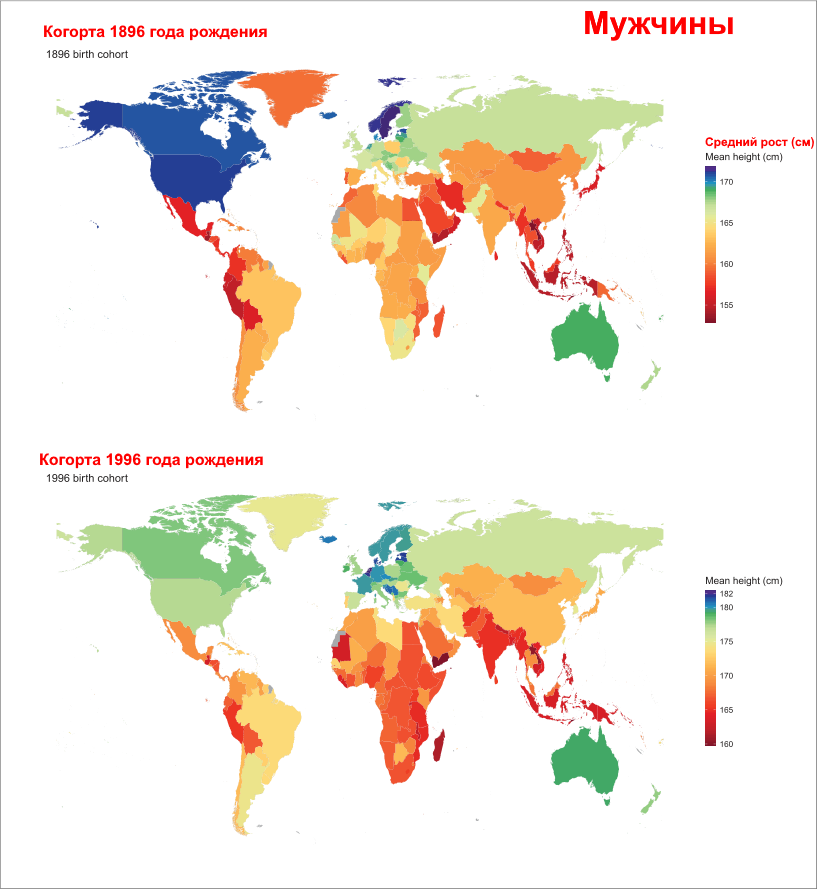 Мужчины
Когорта 1896 года рождения
1896 birth cohort
Средний рост (см)
Mean height (cm)
170
165
160
155
Когорта 1996 года рождения
1996 birth cohort
Mean height (cm)
182
180
175
170
165
160